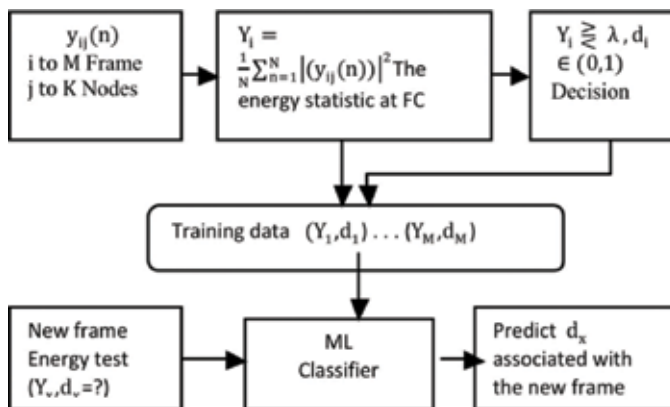 y_ij(n)
i to M Frame
j to K Nodes
Y_i =
1/N ∑_{n=1}^{N} |(y_ij(n))|² The
energy statistic at FC
Y_i ≷ λ, d_i
∈ (0,1)
Decision
Training data (Y_1,d_1) . . . (Y_M,d_M)
New frame
Energy test
(Y_x,d_x=?)
ML
Classifier
Predict d_x
associated with
the new frame